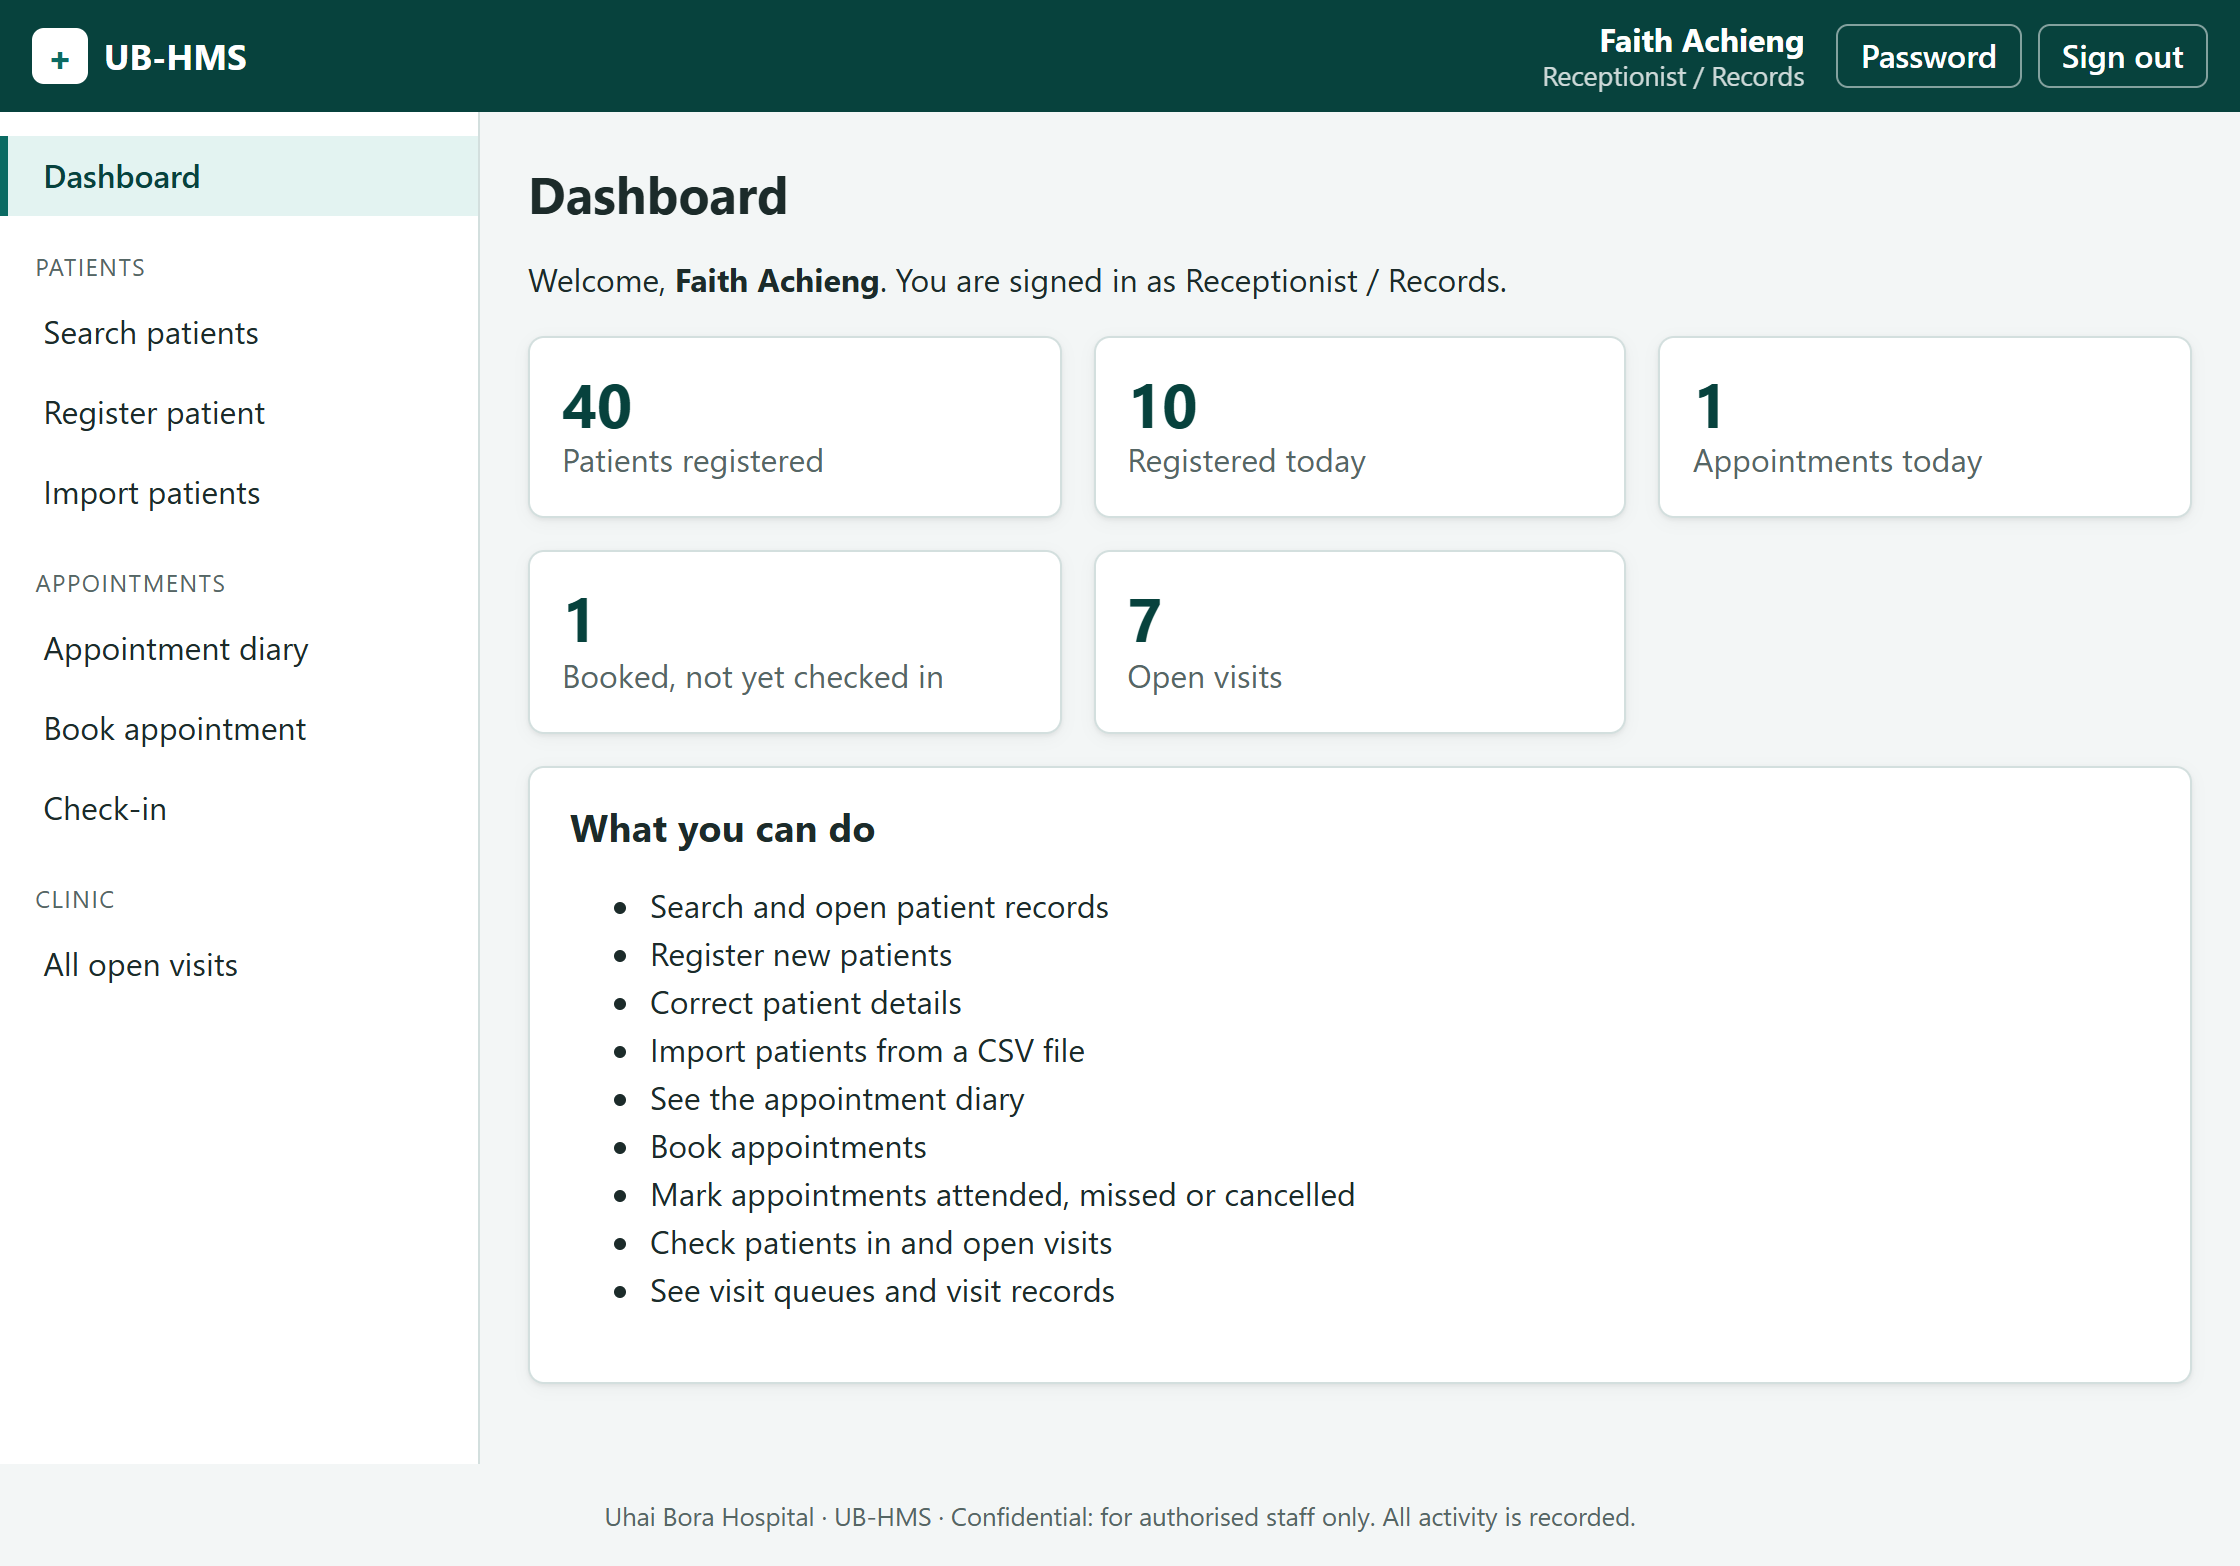 + UB-HMS
Faith Achieng
Receptionist / Records
Password
Sign out
Dashboard
PATIENTS
Search patients
Register patient
Import patients
APPOINTMENTS
Appointment diary
Book appointment
Check-in
CLINIC
All open visits
Dashboard
Welcome, Faith Achieng. You are signed in as Receptionist / Records.
40
Patients registered
10
Registered today
1
Appointments today
1
Booked, not yet checked in
7
Open visits
What you can do
• Search and open patient records
• Register new patients
• Correct patient details
• Import patients from a CSV file
• See the appointment diary
• Book appointments
• Mark appointments attended, missed or cancelled
• Check patients in and open visits
• See visit queues and visit records
Uhai Bora Hospital · UB-HMS · Confidential: for authorised staff only. All activity is recorded.